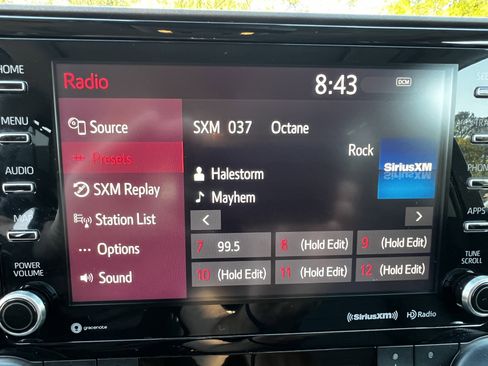 HOME
MENU
AUDIO
POWER
VOLUME
Radio
8:43
DCM
Source
Presets
SXM Replay
Station List
Options
Sound
SXM 037 Octane
Rock
Halestorm
Mayhem
SiriusXM
< >
7 99.5
8 (Hold Edit)
9 (Hold Edit)
10 (Hold Edit)
11 (Hold Edit)
12 (Hold Edit)
APPS
TUNE
SCROLL
gracenote
SiriusXM
HD Radio